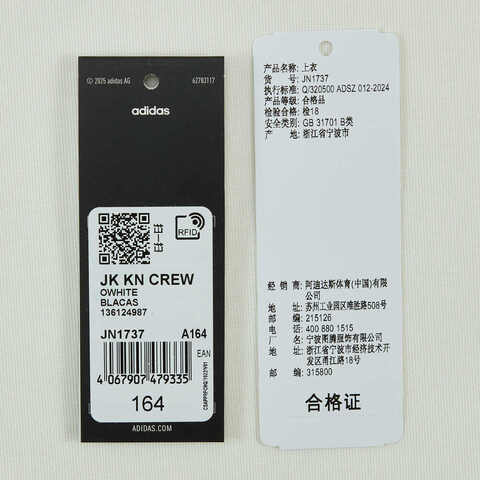 © 2025 adidas AG
62783117
adidas
RFID
JK KN CREW
OWHITE
BLACAS
136124987
JN1737 A164
EAN
4 067907 479335
164
ADIDAS.COM
产品名称: 上衣
货 号: JN1737
执行标准: Q/320500 ADSZ 012-2024
产品等级: 合格品
检验合格: 检18
安全类别: GB 31701 B类
产 地: 浙江省宁波市
经 销 商: 阿迪达斯体育(中国)有限
公司
地 址: 苏州工业园区唯胜路508号
邮 编: 215126
电 话: 400 880 1515
厂 名: 宁波图腾服饰有限公司
地 址: 浙江省宁波市经济技术开
发区甬江路18号
邮 编: 315800
合格证